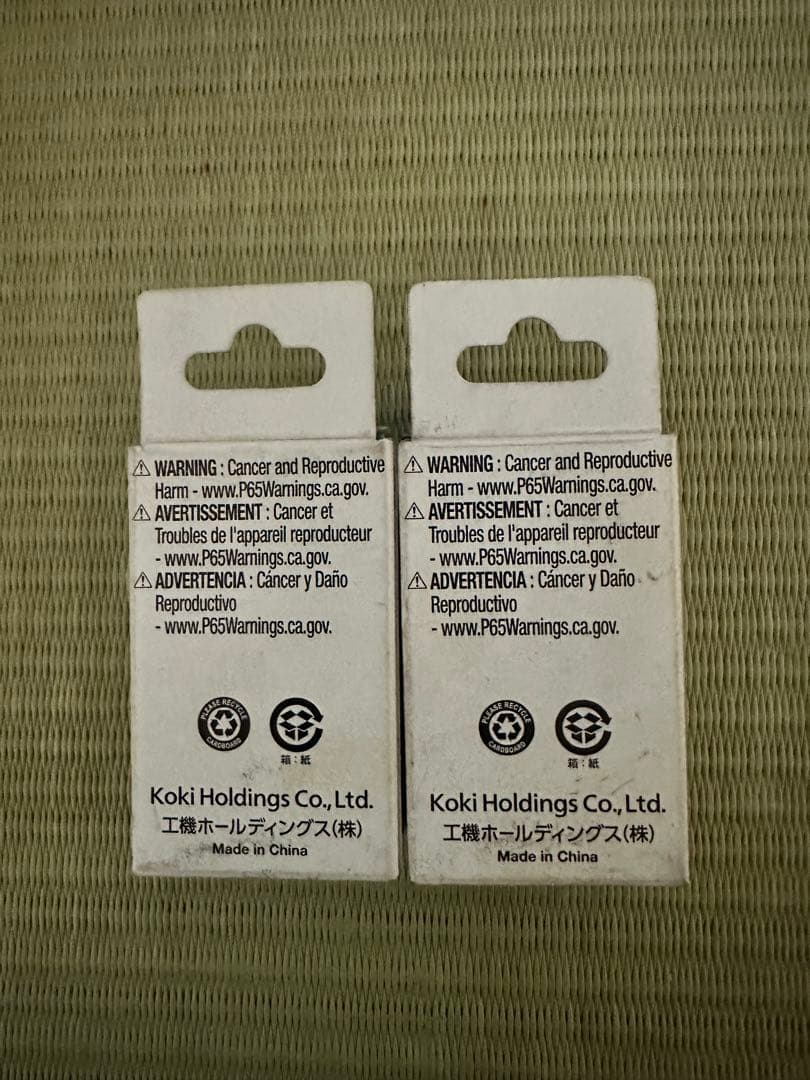 ⚠ WARNING : Cancer and Reproductive
Harm - www.P65Warnings.ca.gov.
⚠ AVERTISSEMENT : Cancer et
Troubles de l'appareil reproducteur
- www.P65Warnings.ca.gov.
⚠ ADVERTENCIA : Cáncer y Daño
Reproductivo
- www.P65Warnings.ca.gov.
PLEASE RECYCLE
CARDBOARD
箱：紙
Koki Holdings Co., Ltd.
工機ホールディングス(株)
Made in China
⚠ WARNING : Cancer and Reproductive
Harm - www.P65Warnings.ca.gov.
⚠ AVERTISSEMENT : Cancer et
Troubles de l'appareil reproducteur
- www.P65Warnings.ca.gov.
⚠ ADVERTENCIA : Cáncer y Daño
Reproductivo
- www.P65Warnings.ca.gov.
PLEASE RECYCLE
CARDBOARD
箱：紙
Koki Holdings Co., Ltd.
工機ホールディングス(株)
Made in China